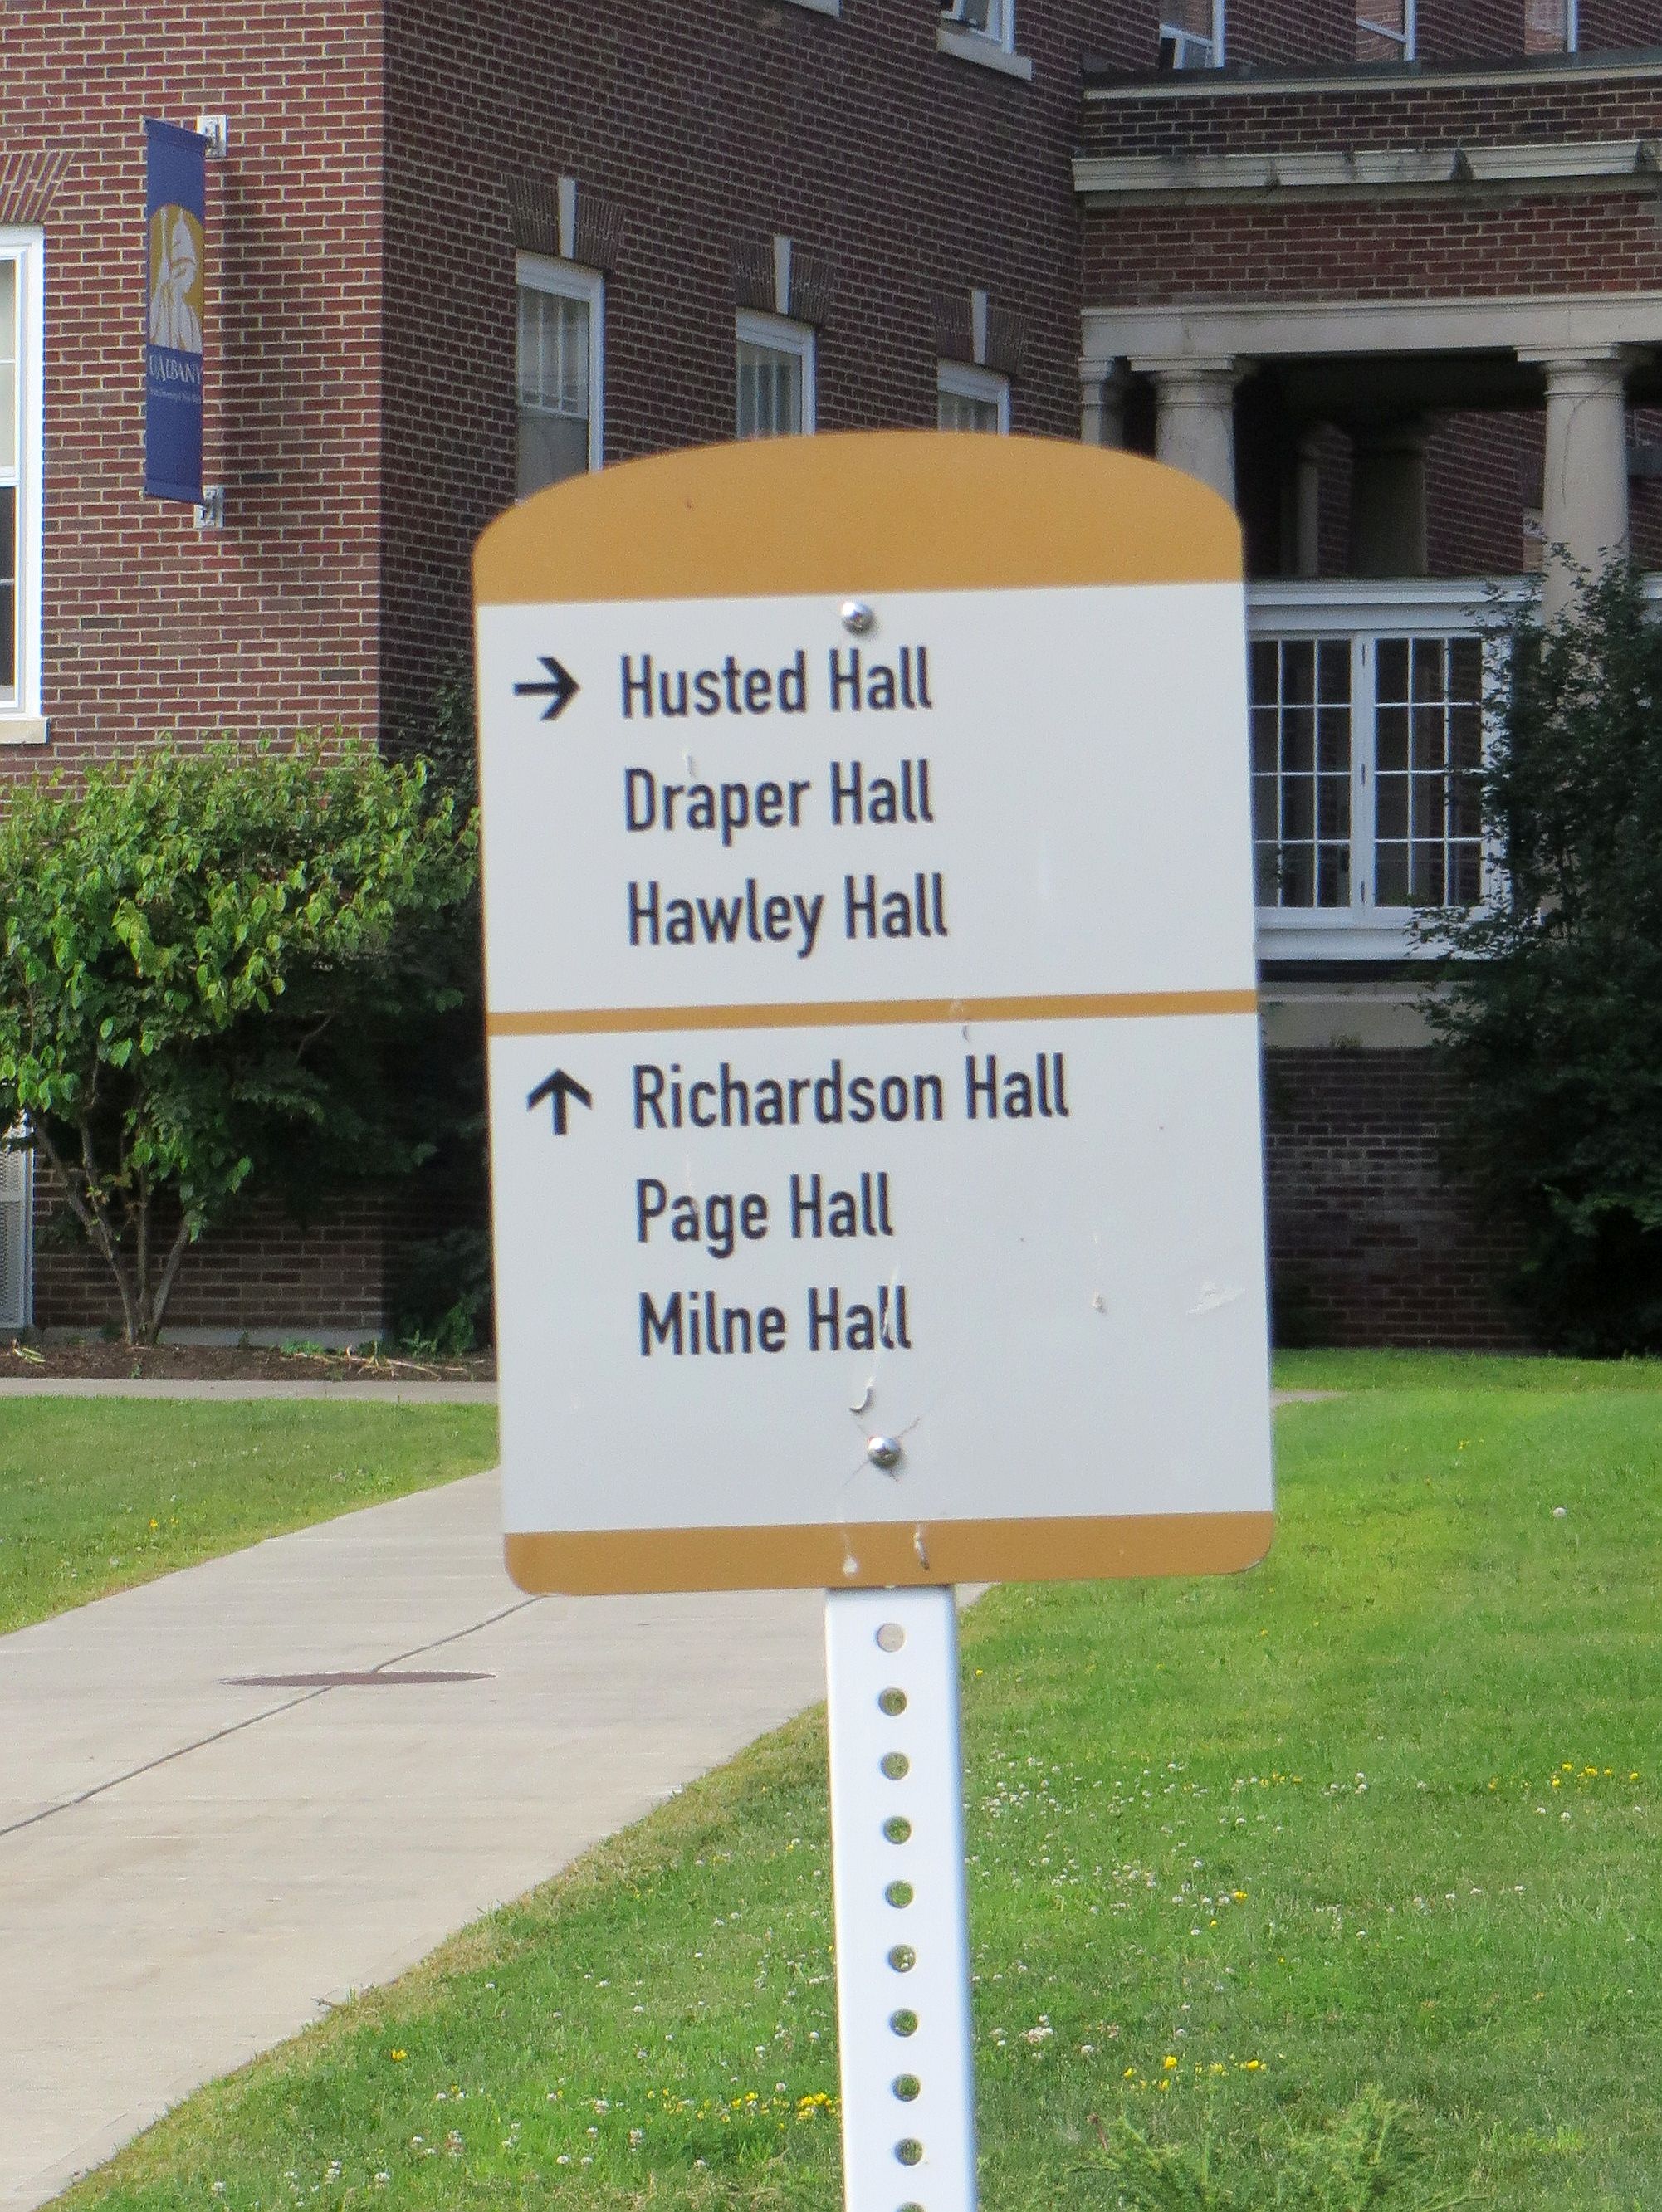 UALBANY
→ Husted Hall
Draper Hall
Hawley Hall
↑ Richardson Hall
Page Hall
Milne Hall